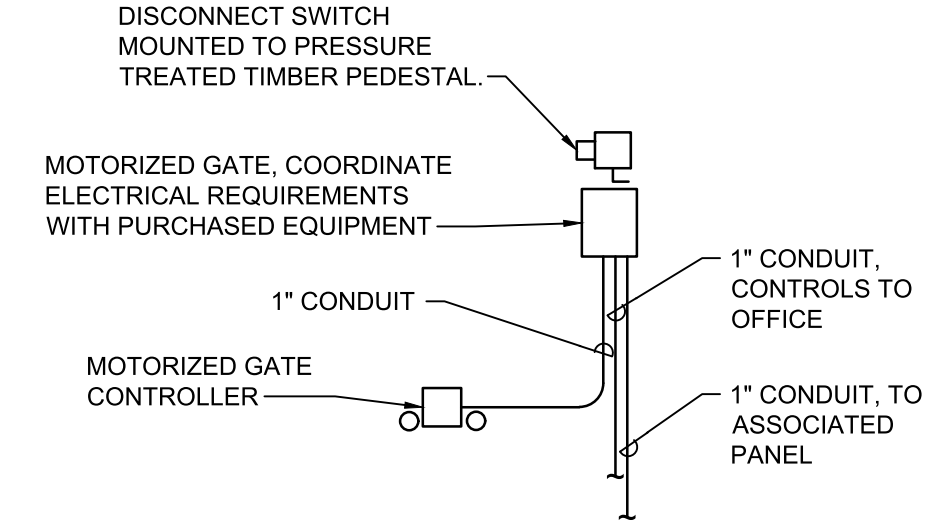 DISCONNECT SWITCH
MOUNTED TO PRESSURE
TREATED TIMBER PEDESTAL.
MOTORIZED GATE, COORDINATE
ELECTRICAL REQUIREMENTS
WITH PURCHASED EQUIPMENT
1" CONDUIT,
CONTROLS TO
OFFICE
1" CONDUIT
MOTORIZED GATE
CONTROLLER
1" CONDUIT, TO
ASSOCIATED
PANEL